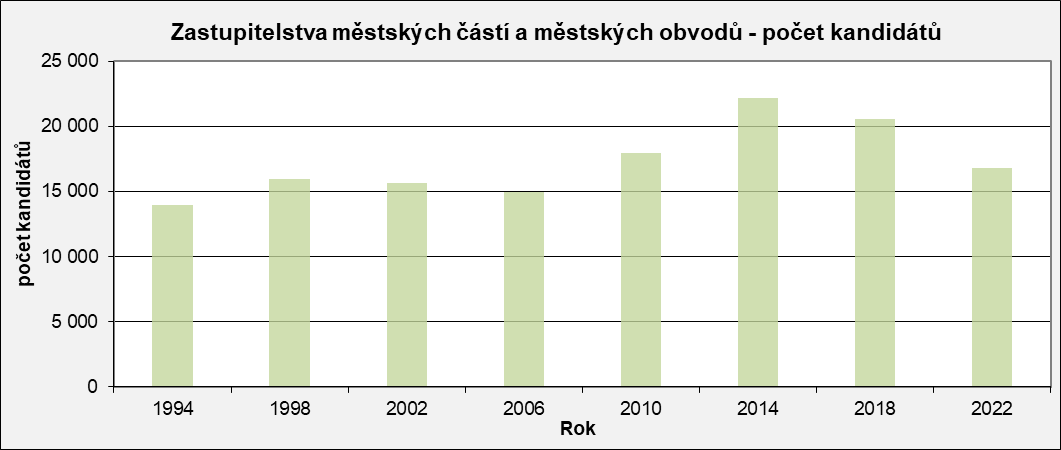 Zastupitelstva městských částí a městských obvodů - počet kandidátů
počet kandidátů
25 000
20 000
15 000
10 000
5 000
0
1994 1998 2002 2006 2010 2014 2018 2022
Rok